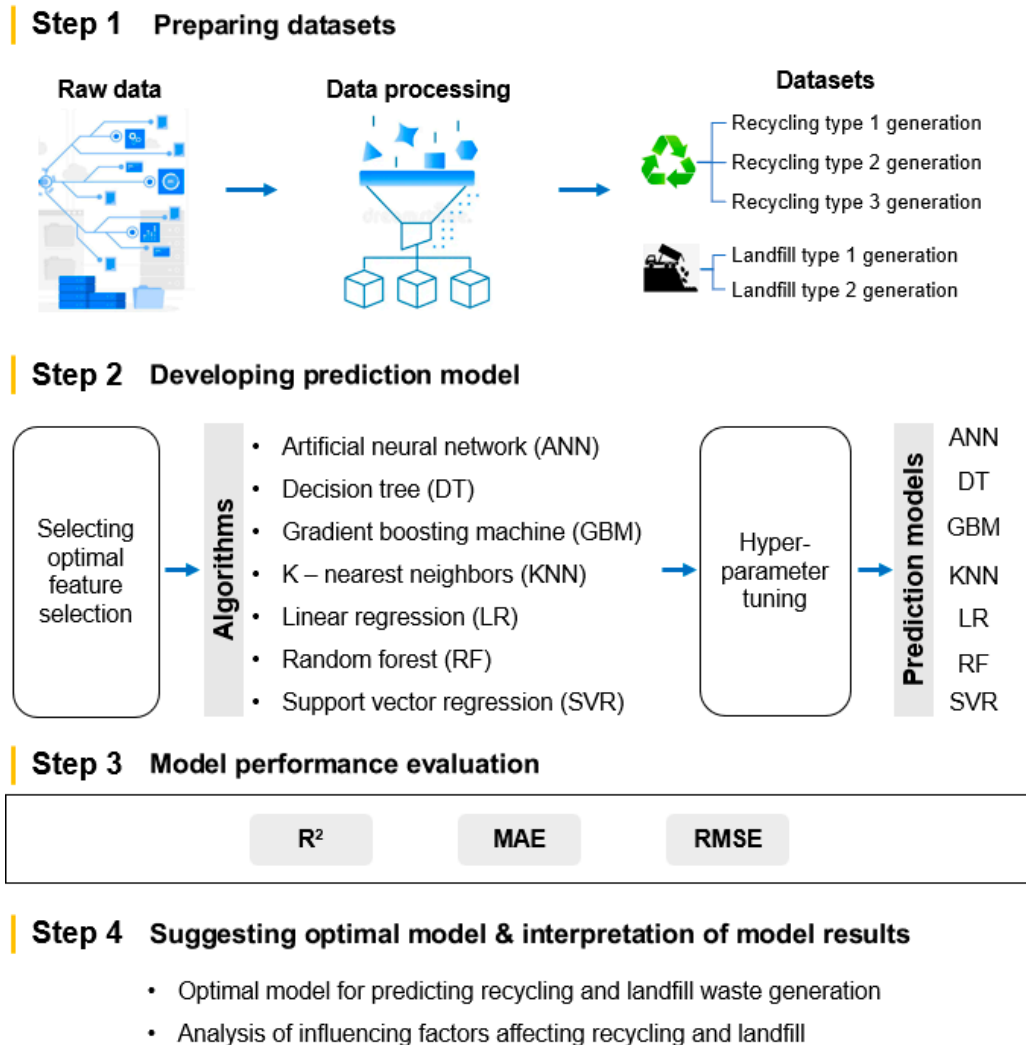 Step 1 Preparing datasets
Raw data
Data processing
Datasets
Recycling type 1 generation
Recycling type 2 generation
Recycling type 3 generation
Landfill type 1 generation
Landfill type 2 generation
Step 2 Developing prediction model
Selecting
optimal
feature
selection
Algorithms
• Artificial neural network (ANN)
• Decision tree (DT)
• Gradient boosting machine (GBM)
• K – nearest neighbors (KNN)
• Linear regression (LR)
• Random forest (RF)
• Support vector regression (SVR)
Hyper-
parameter
tuning
Prediction models
ANN
DT
GBM
KNN
LR
RF
SVR
Step 3 Model performance evaluation
R²
MAE
RMSE
Step 4 Suggesting optimal model & interpretation of model results
• Optimal model for predicting recycling and landfill waste generation
• Analysis of influencing factors affecting recycling and landfill